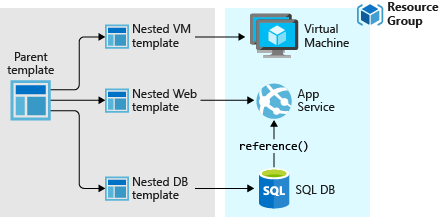 Resource
Group
Nested VM
template
Virtual
Machine
Parent
template
Nested Web
template
App
Service
reference()
Nested DB
template
SQL
SQL DB